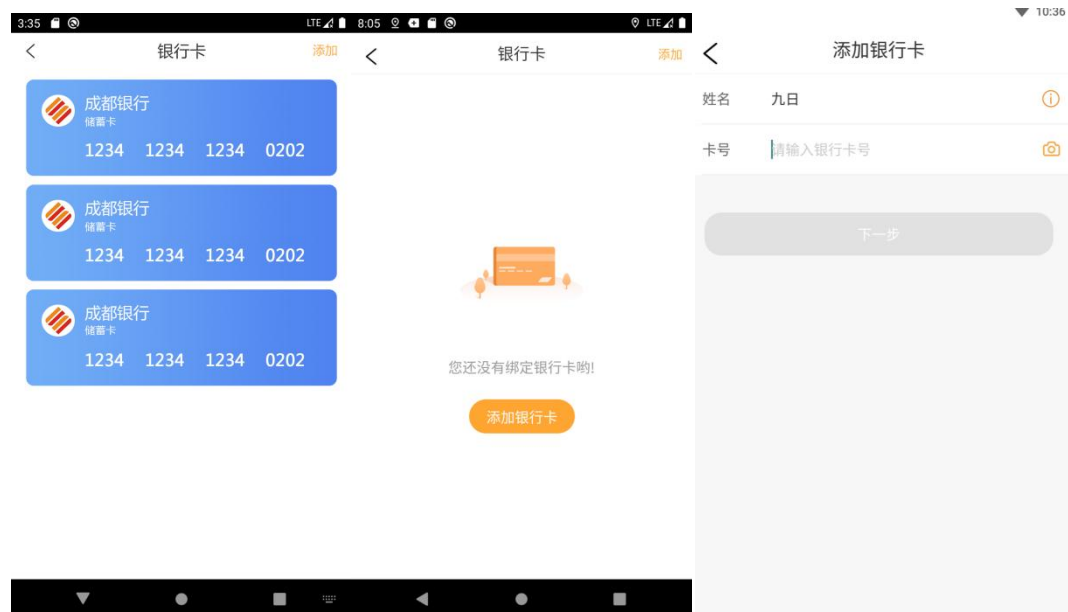 3:35
LTE
银行卡
添加
成都银行
储蓄卡
1234 1234 1234 0202
成都银行
储蓄卡
1234 1234 1234 0202
成都银行
储蓄卡
1234 1234 1234 0202
8:05
LTE
银行卡
添加
您还没有绑定银行卡哟!
添加银行卡
10:36
添加银行卡
姓名 九日
卡号 请输入银行卡号
下一步